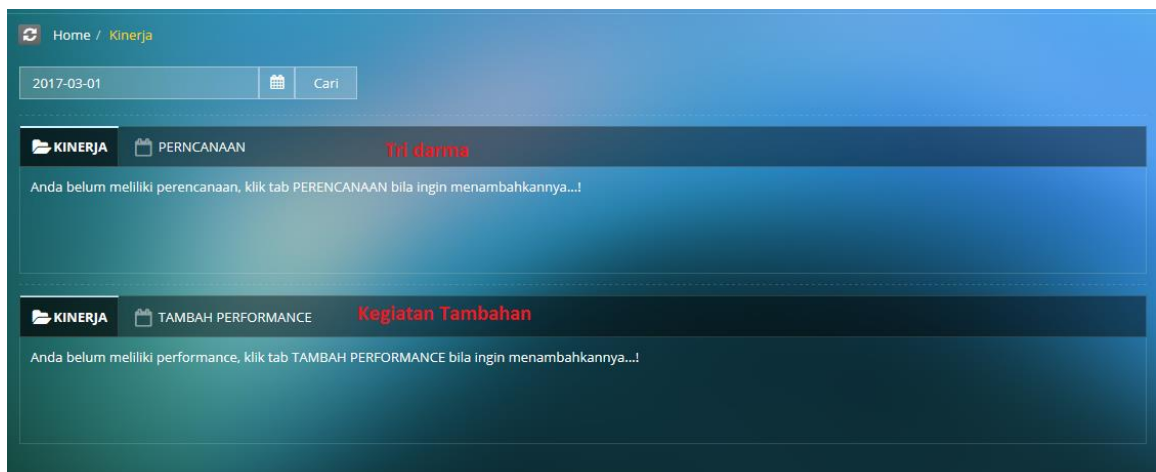 Home / Kinerja
2017-03-01 Cari
KINERJA PERNCANAAN Tri darma
Anda belum meliliki perencanaan, klik tab PERENCANAAN bila ingin menambahkannya...!
KINERJA TAMBAH PERFORMANCE Kegiatan Tambahan
Anda belum meliliki performance, klik tab TAMBAH PERFORMANCE bila ingin menambahkannya...!